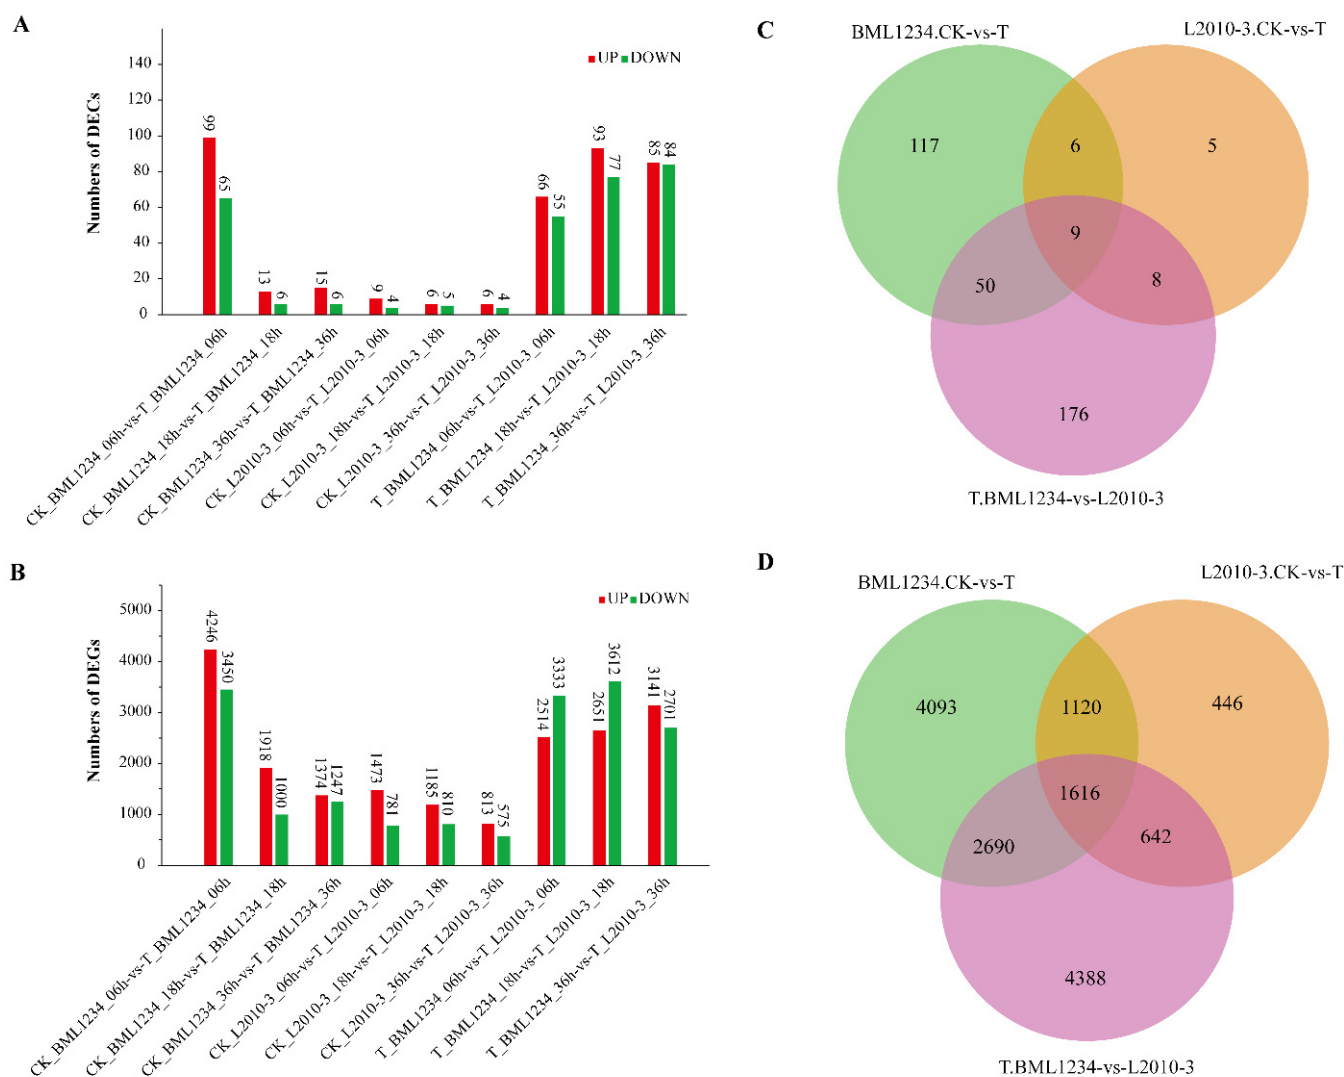 A
Numbers of DECs
140
120
100
80
60
40
20
0
UP DOWN
99 65 13 6 15 6 9 4 6 5 6 4 66 55 93 77 85 84
CK_BML1234_06h-vs-T_BML1234_06h
CK_BML1234_18h-vs-T_BML1234_18h
CK_BML1234_36h-vs-T_BML1234_36h
CK_L2010-3_06h-vs-T_L2010-3_06h
CK_L2010-3_18h-vs-T_L2010-3_18h
CK_L2010-3_36h-vs-T_L2010-3_36h
T_BML1234_06h-vs-T_L2010-3_06h
T_BML1234_18h-vs-T_L2010-3_18h
T_BML1234_36h-vs-T_L2010-3_36h
B
Numbers of DEGs
5000
4000
3000
2000
1000
0
UP DOWN
4246 3450 1918 1000 1374 1247 1473 781 1185 810 813 575 2514 3333 2651 3612 3141 2701
CK_BML1234_06h-vs-T_BML1234_06h
CK_BML1234_18h-vs-T_BML1234_18h
CK_BML1234_36h-vs-T_BML1234_36h
CK_L2010-3_06h-vs-T_L2010-3_06h
CK_L2010-3_18h-vs-T_L2010-3_18h
CK_L2010-3_36h-vs-T_L2010-3_36h
T_BML1234_06h-vs-T_L2010-3_06h
T_BML1234_18h-vs-T_L2010-3_18h
T_BML1234_36h-vs-T_L2010-3_36h
C
BML1234.CK-vs-T
L2010-3.CK-vs-T
117 6 5
9
50 8
176
T.BML1234-vs-L2010-3
D
BML1234.CK-vs-T
L2010-3.CK-vs-T
4093 1120 446
1616
2690 642
4388
T.BML1234-vs-L2010-3